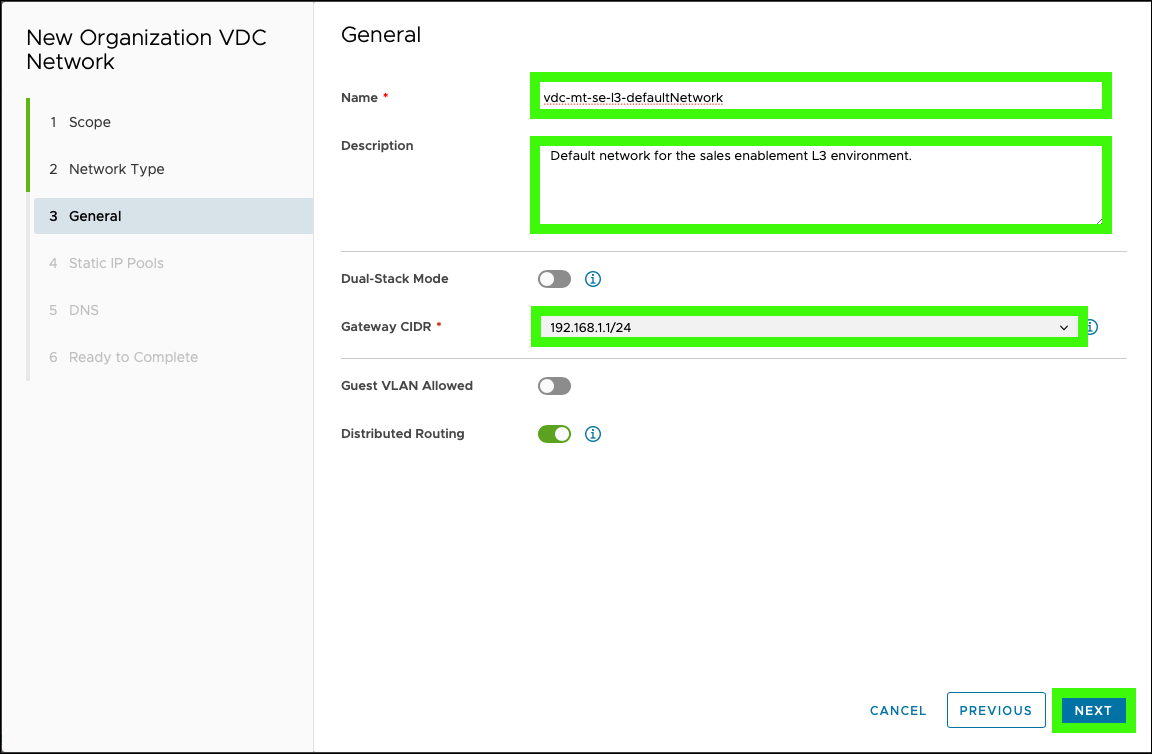 New Organization VDC
Network
1 Scope
2 Network Type
3 General
4 Static IP Pools
5 DNS
6 Ready to Complete
General
Name *
vdc-mt-se-l3-defaultNetwork
Description
Default network for the sales enablement L3 environment.
Dual-Stack Mode
Gateway CIDR *
192.168.1.1/24
Guest VLAN Allowed
Distributed Routing
CANCEL
PREVIOUS
NEXT